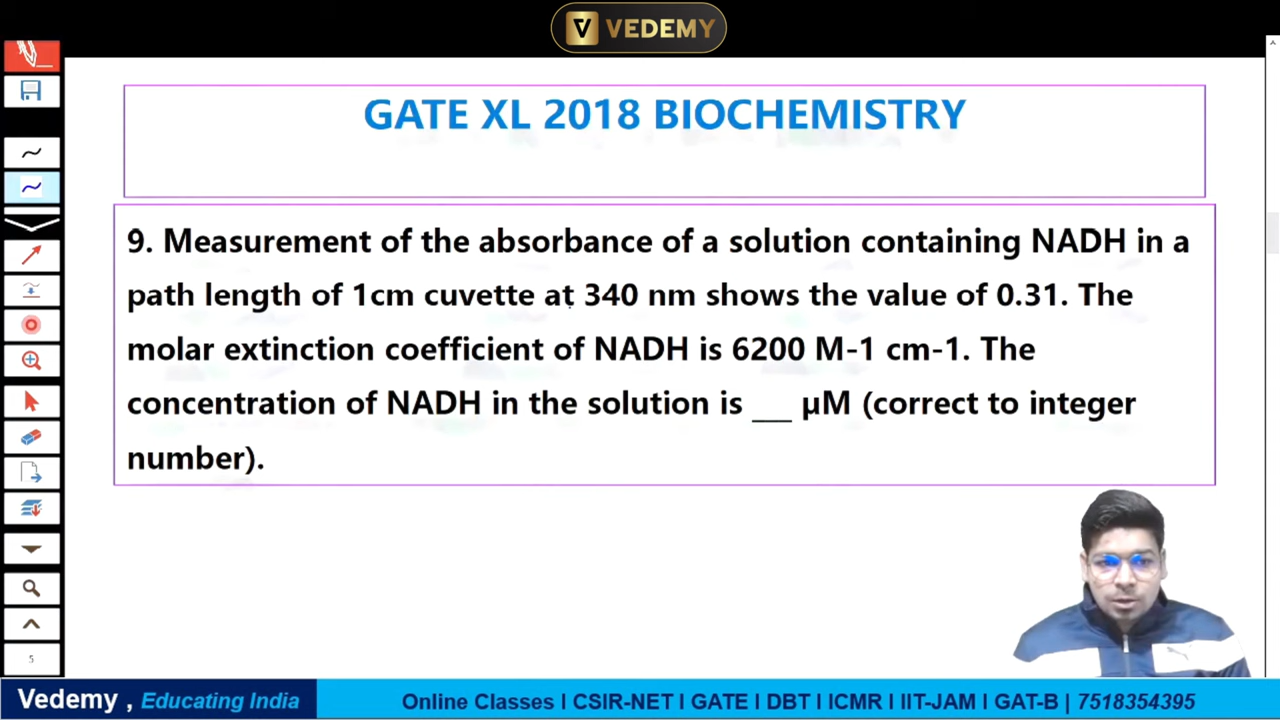 VEDEMY
GATE XL 2018 BIOCHEMISTRY
9. Measurement of the absorbance of a solution containing NADH in a
path length of 1cm cuvette at 340 nm shows the value of 0.31. The
molar extinction coefficient of NADH is 6200 M-1 cm-1. The
concentration of NADH in the solution is ___ µM (correct to integer
number).
5
Vedemy , Educating India
Online Classes I CSIR-NET I GATE I DBT I ICMR I IIT-JAM I GAT-B | 7518354395